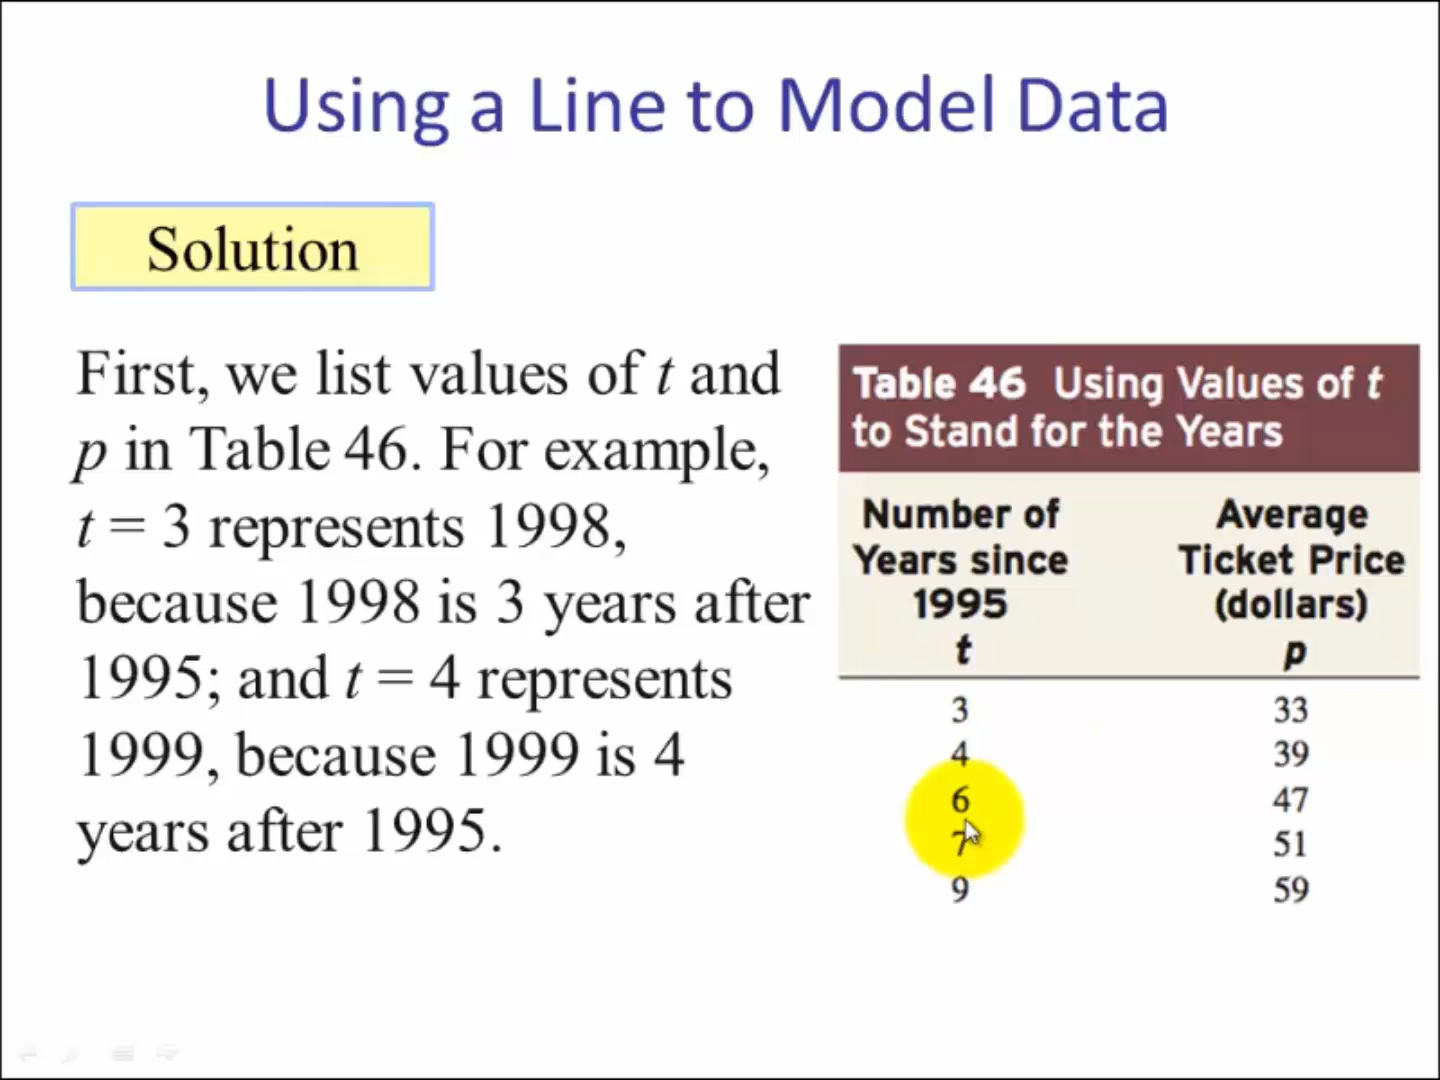 Using a Line to Model Data
Solution
First, we list values of t and
p in Table 46. For example,
t = 3 represents 1998,
because 1998 is 3 years after
1995; and t = 4 represents
1999, because 1999 is 4
years after 1995.
Table 46 Using Values of t
to Stand for the Years
Number of
Years since
1995
t
Average
Ticket Price
(dollars)
p
3 33
4 39
6 47
7 51
9 59